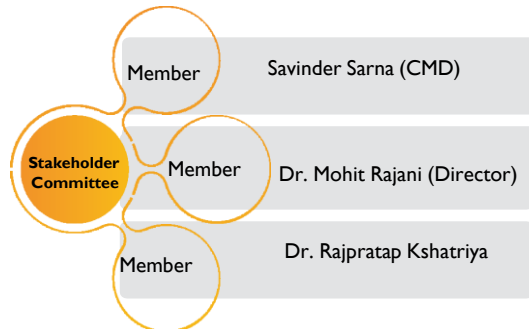 Member
Savinder Sarna (CMD)
Stakeholder
Committee
Member
Dr. Mohit Rajani (Director)
Member
Dr. Rajpratap Kshatriya